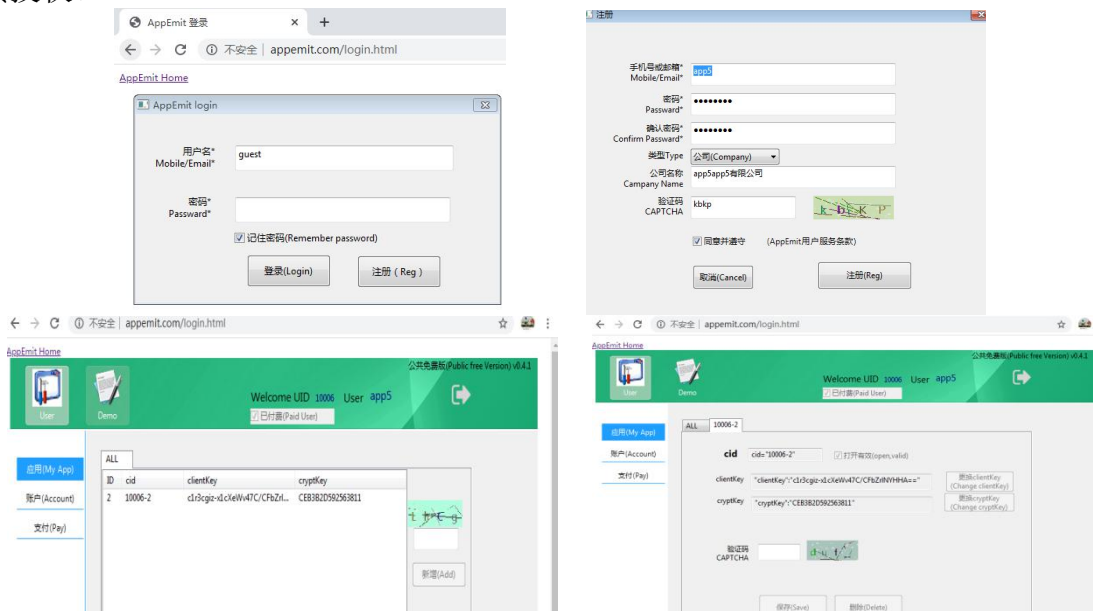 AppEmit 登录
不安全 | appemit.com/login.html
AppEmit Home
AppEmit login
用户名*
Mobile/Email*
guest
密码*
Password*
记住密码(Remember password)
登录(Login)
注册 ( Reg )
注册
手机号或邮箱*
Mobile/Email*
app5
密码*
Password*
确认密码*
Confirm Password*
类型Type
公司(Company)
公司名称
Campany Name
app5app5有限公司
验证码
CAPTCHA
kbkp
同意并遵守 (AppEmit用户服务条款)
取消(Cancel)
注册(Reg)
不安全 | appemit.com/login.html
AppEmit Home
公共免费版(Public free Version) v0.4.1
User
Demo
Welcome UID 10006 User app5
已付费(Paid User)
应用(My App)
账户(Account)
支付(Pay)
ALL
ID cid clientKey cryptKey
2 10006-2 c1r3cgiz-x1cXeWv47C/CFbZrl... CEB3B2D592563811
新增(Add)
不安全 | appemit.com/login.html
AppEmit Home
公共免费版(Public free Version) v0.4.1
User
Demo
Welcome UID 10006 User app5
已付费(Paid User)
应用(My App)
账户(Account)
支付(Pay)
ALL 10006-2
cid cid="10006-2" 打开有效(open,valid)
clientKey "clientKey":"c1r3cgiz-x1cXeWv47C/CFbZrlNYHHA=="
更换clientKey
(Change clientKey)
cryptKey "cryptKey":"CEB3B2D592563811"
更换cryptKey
(Change cryptKey)
验证码
CAPTCHA
保存(Save)
删除(Delete)